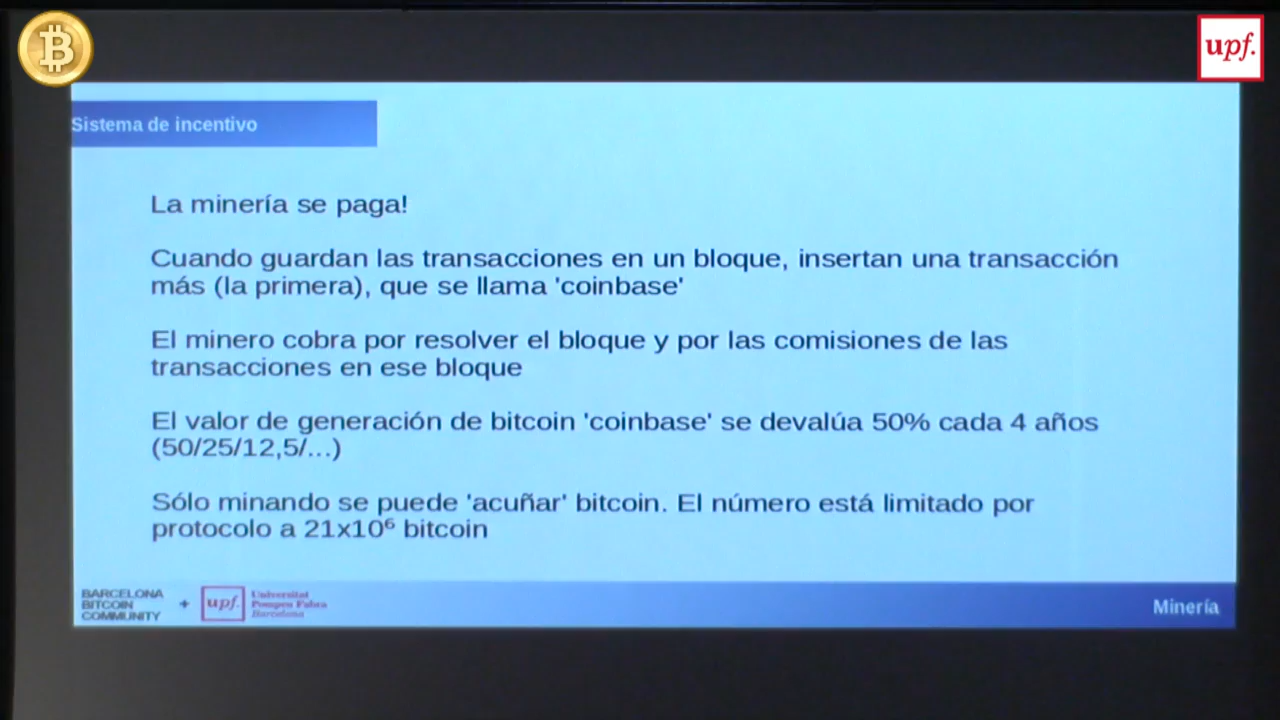 upf.
Sistema de incentivo
La minería se paga!
Cuando guardan las transacciones en un bloque, insertan una transacción
más (la primera), que se llama 'coinbase'
El minero cobra por resolver el bloque y por las comisiones de las
transacciones en ese bloque
El valor de generación de bitcoin 'coinbase' se devalúa 50% cada 4 años
(50/25/12,5/...)
Sólo minando se puede 'acuñar' bitcoin. El número está limitado por
protocolo a 21x10⁶ bitcoin
BARCELONA
BITCOIN
COMMUNITY
+
upf.
Universitat
Pompeu Fabra
Barcelona
Minería